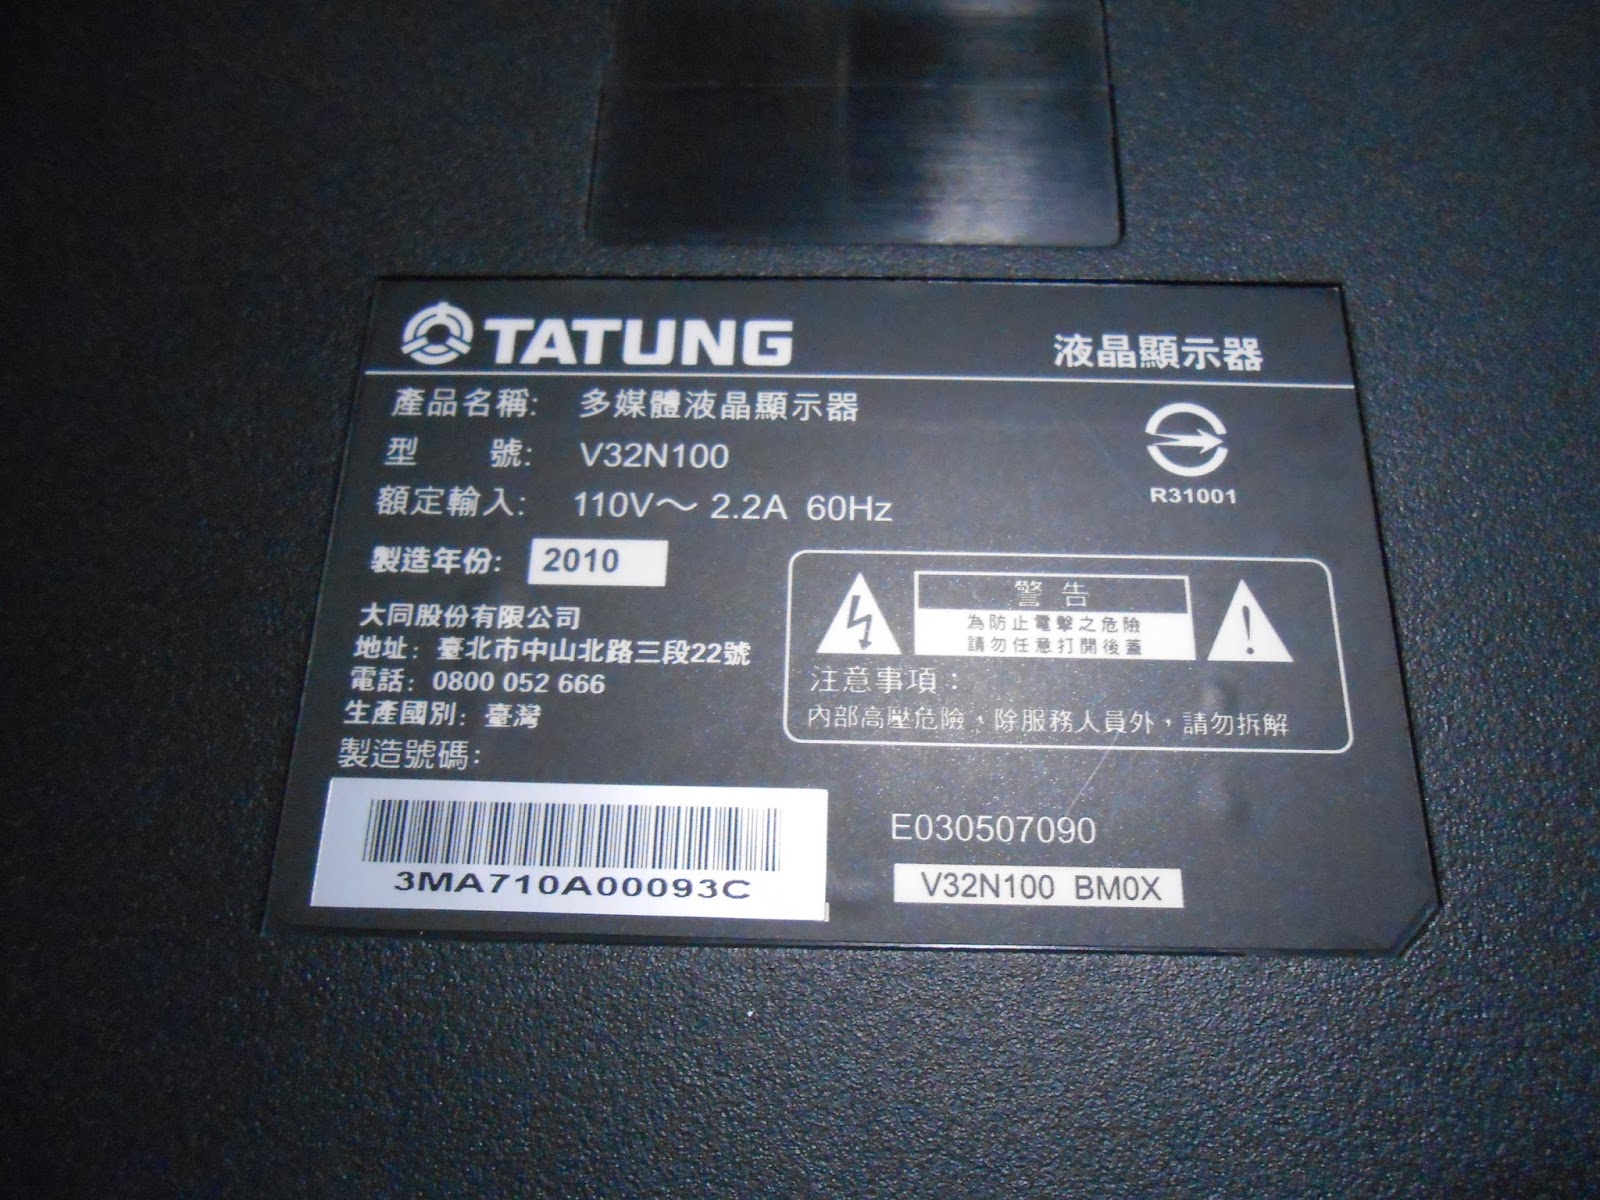 TATUNG 液晶顯示器
產品名稱: 多媒體液晶顯示器
型 號: V32N100
額定輸入: 110V～ 2.2A 60Hz
R31001
製造年份: 2010
大同股份有限公司
地址: 臺北市中山北路三段22號
電話: 0800 052 666
生產國別: 臺灣
製造號碼:
3MA710A00093C
警告
為防止電擊之危險
請勿任意打開後蓋
注意事項：
內部高壓危險，除服務人員外，請勿拆解
E030507090
V32N100 BM0X